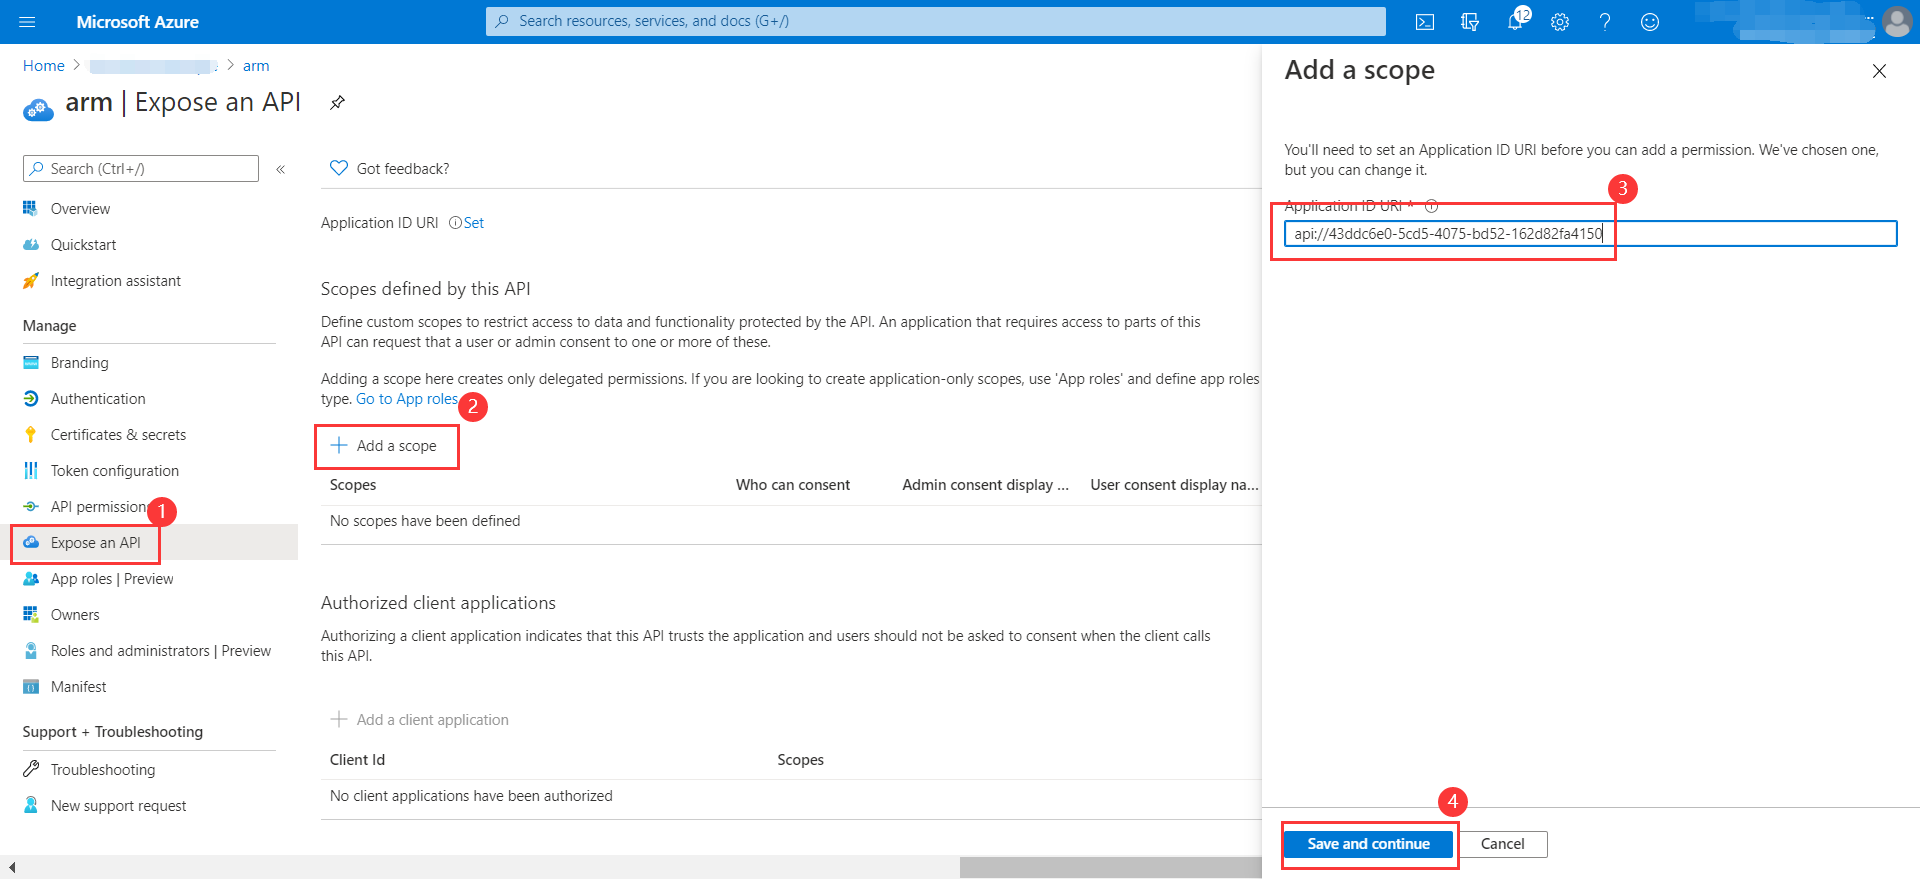 Microsoft Azure
Search resources, services, and docs (G+/)
12
Home > > arm
arm | Expose an API
Search (Ctrl+/)
«
Overview
Quickstart
Integration assistant
Manage
Branding
Authentication
Certificates & secrets
Token configuration
API permission
1
Expose an API
App roles | Preview
Owners
Roles and administrators | Preview
Manifest
Support + Troubleshooting
Troubleshooting
New support request
Got feedback?
Application ID URI Set
Scopes defined by this API
Define custom scopes to restrict access to data and functionality protected by the API. An application that requires access to parts of this
API can request that a user or admin consent to one or more of these.
Adding a scope here creates only delegated permissions. If you are looking to create application-only scopes, use 'App roles' and define app roles
type. Go to App roles
2
Add a scope
Scopes Who can consent Admin consent display ... User consent display na...
No scopes have been defined
Authorized client applications
Authorizing a client application indicates that this API trusts the application and users should not be asked to consent when the client calls
this API.
Add a client application
Client Id Scopes
No client applications have been authorized
Add a scope
You'll need to set an Application ID URI before you can add a permission. We've chosen one,
but you can change it.
3
Application ID URI *
api://43ddc6e0-5cd5-4075-bd52-162d82fa4150
4
Save and continue Cancel